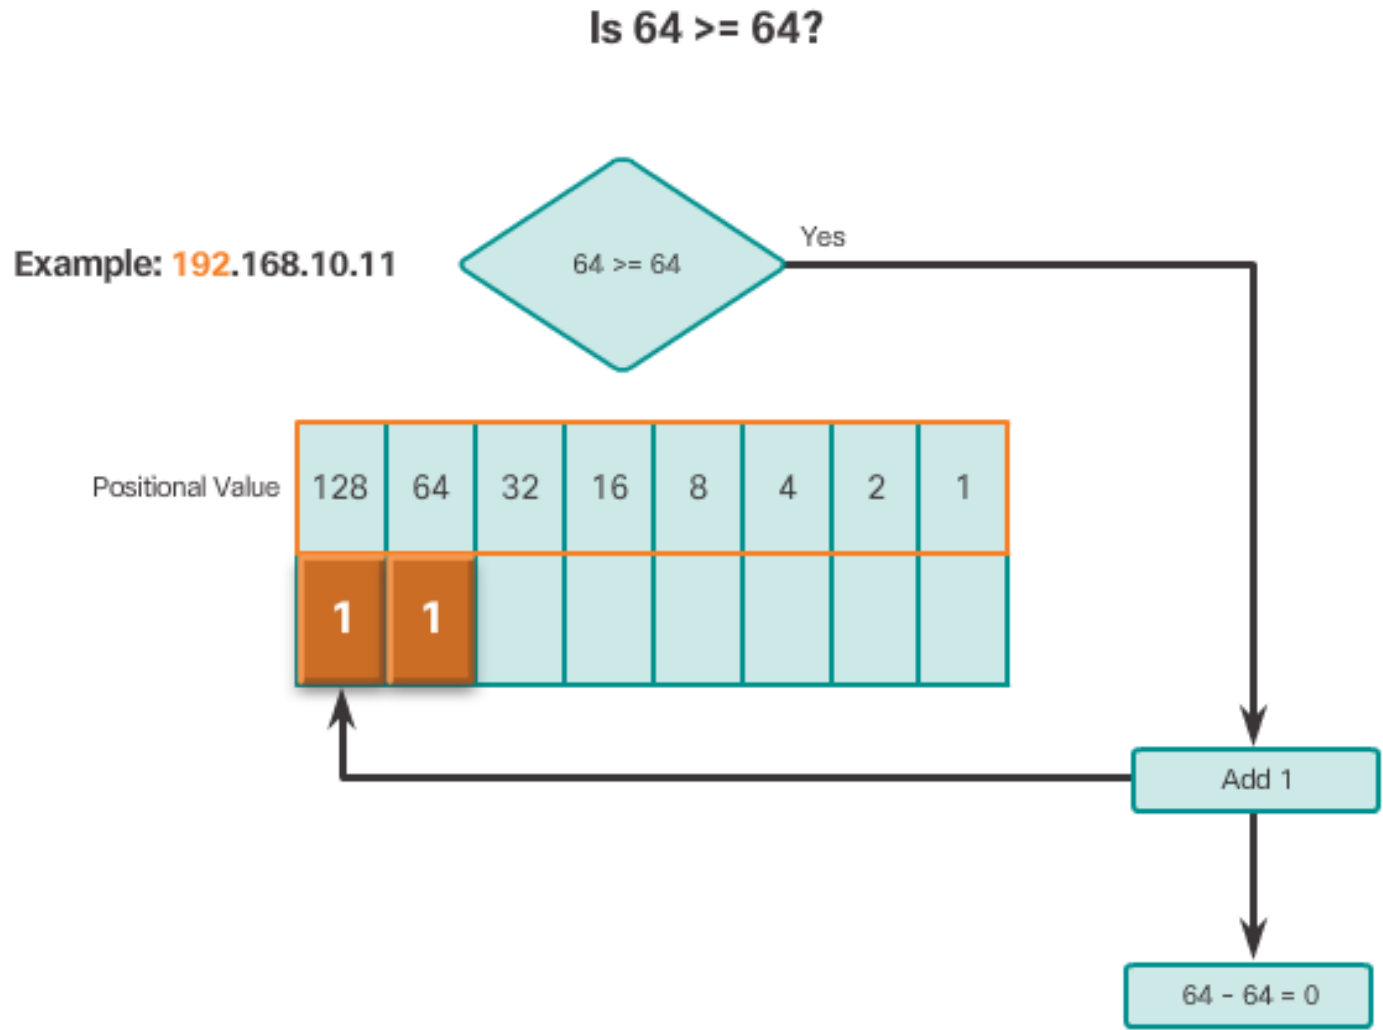 Is 64 >= 64?
Yes
Example: 192.168.10.11
64 >= 64
Positional Value
128 64 32 16 8 4 2 1
1 1
Add 1
64 - 64 = 0